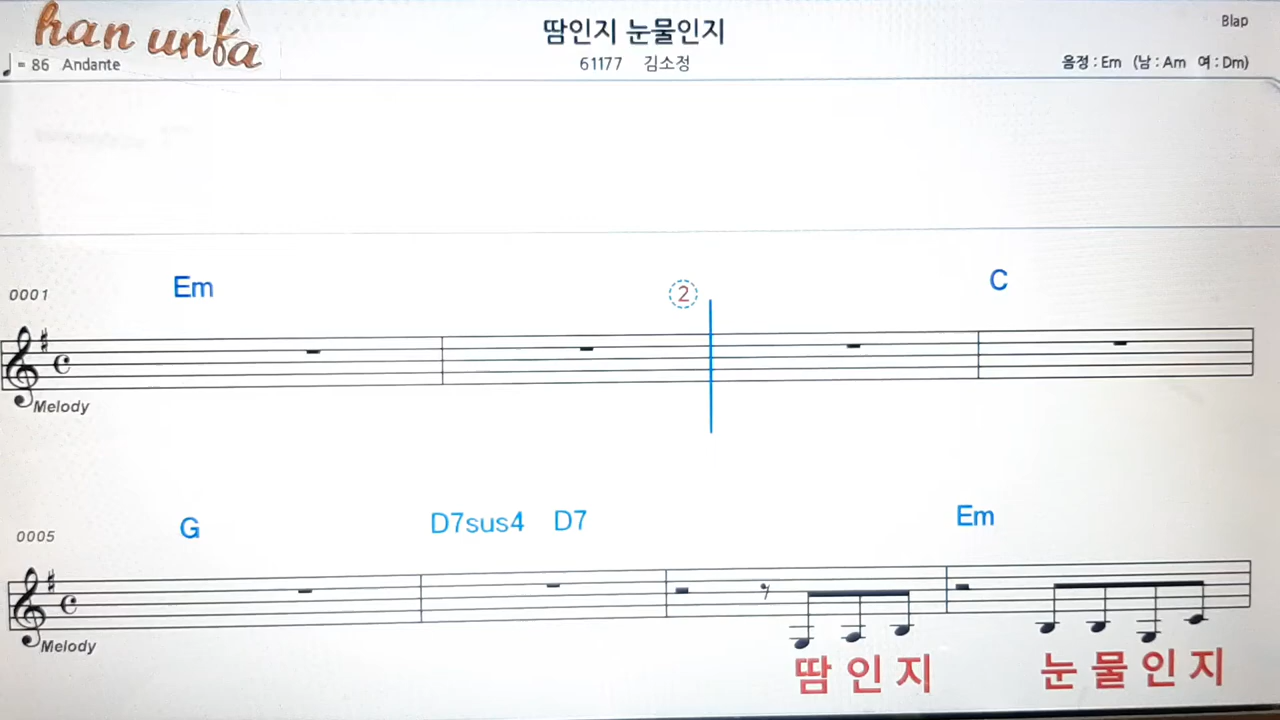 han unfa
땀인지 눈물인지
Blap
♩ = 86 Andante
61177 김소정
음정 : Em (남 : Am 여 : Dm)
0001
Em
2
C
Melody
0005
G
D7sus4 D7
Em
Melody
땀 인 지 눈 물 인 지